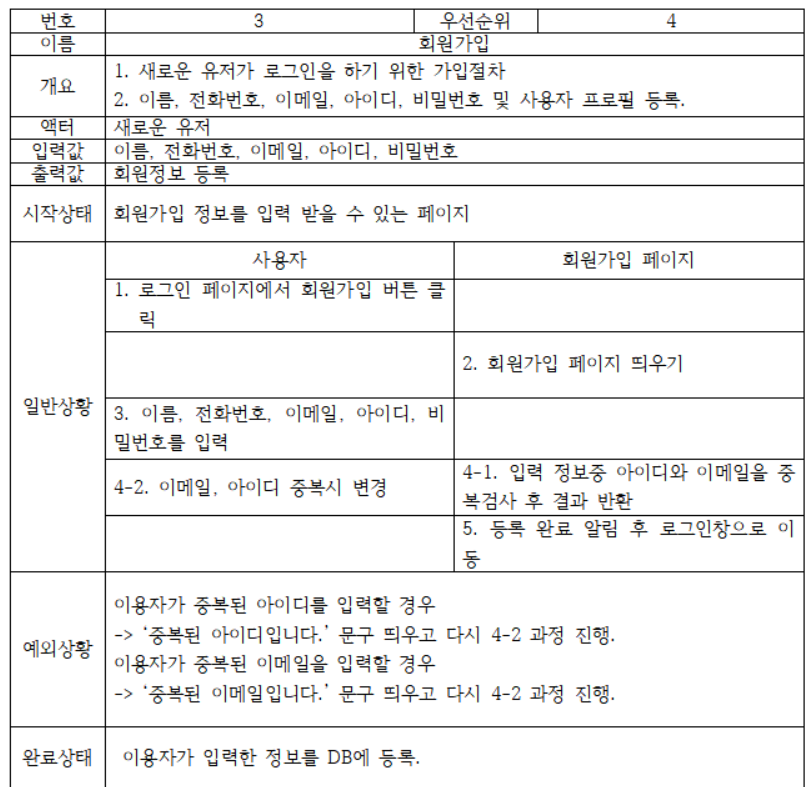 번호 3 우선순위 4
이름 회원가입
개요 1. 새로운 유저가 로그인을 하기 위한 가입절차
2. 이름, 전화번호, 이메일, 아이디, 비밀번호 및 사용자 프로필 등록.
액터 새로운 유저
입력값 이름, 전화번호, 이메일, 아이디, 비밀번호
출력값 회원정보 등록
시작상태 회원가입 정보를 입력 받을 수 있는 페이지
일반상황
사용자 회원가입 페이지
1. 로그인 페이지에서 회원가입 버튼 클
릭
2. 회원가입 페이지 띄우기
3. 이름, 전화번호, 이메일, 아이디, 비
밀번호를 입력
4-2. 이메일, 아이디 중복시 변경
4-1. 입력 정보중 아이디와 이메일을 중
복검사 후 결과 반환
5. 등록 완료 알림 후 로그인창으로 이
동
예외상황
이용자가 중복된 아이디를 입력할 경우
-> ‘중복된 아이디입니다.’ 문구 띄우고 다시 4-2 과정 진행.
이용자가 중복된 이메일을 입력할 경우
-> ‘중복된 이메일입니다.’ 문구 띄우고 다시 4-2 과정 진행.
완료상태 이용자가 입력한 정보를 DB에 등록.